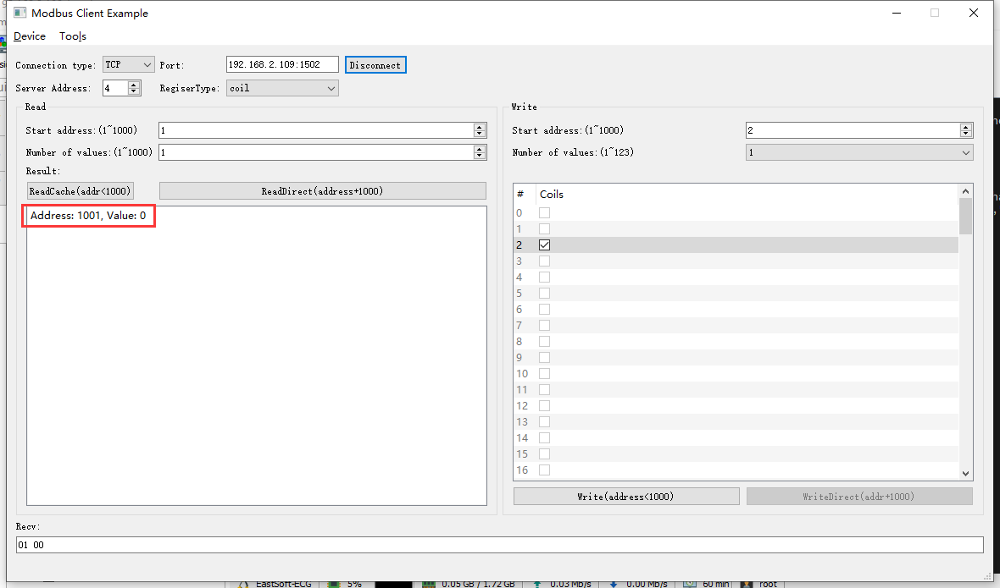 Modbus Client Example
Device Tools
Connection type: TCP Port: 192.168.2.109:1502 Disconnect
Server Address: 4 RegiserType: coil
Read
Start address:(1~1000) 1
Number of values:(1~1000) 1
Result:
ReadCache(addr<1000) ReadDirect(address+1000)
Address: 1001, Value: 0
Write
Start address:(1~1000) 2
Number of values:(1~123) 1
# Coils
0
1
2
3
4
5
6
7
8
9
10
11
12
13
14
15
16
Write(address<1000) WriteDirect(addr+1000)
Recv:
01 00
EastSoft-ECG 5% 0.05 GB / 1.72 GB 0.03 Mb/s 0.00 Mb/s 60 min root